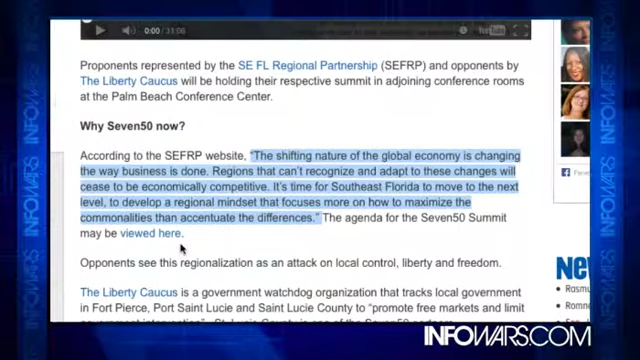 0:00 / 31:06
YouTube
Proponents represented by the SE FL Regional Partnership (SEFRP) and opponents by
The Liberty Caucus will be holding their respective summit in adjoining conference rooms
at the Palm Beach Conference Center.
Why Seven50 now?
According to the SEFRP website, “The shifting nature of the global economy is changing
the way business is done. Regions that can’t recognize and adapt to these changes will
cease to be economically competitive. It’s time for Southeast Florida to move to the next
level, to develop a regional mindset that focuses more on how to maximize the
commonalities than accentuate the differences.” The agenda for the Seven50 Summit
may be viewed here.
Opponents see this regionalization as an attack on local control, liberty and freedom.
The Liberty Caucus is a government watchdog organization that tracks local government
in Fort Pierce, Port Saint Lucie and Saint Lucie County to “promote free markets and limit
Face
New
Rasmu
Romne
INFOWARS
INFOWARS
INFOWARS
INFOWARS
INFOWARS.COM